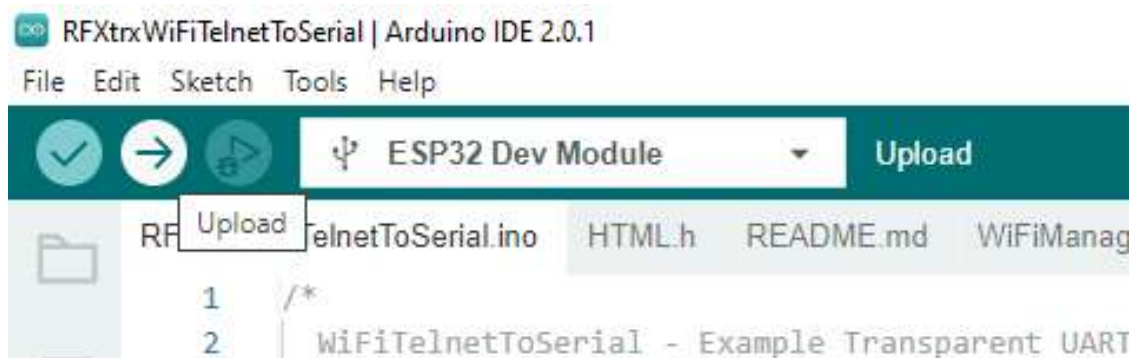 RFXtrxWiFiTelnetToSerial | Arduino IDE 2.0.1
File Edit Sketch Tools Help
ESP32 Dev Module Upload
Upload
RF TelnetToSerial.ino HTML.h README.md WiFiManag
1 /*
2 WiFiTelnetToSerial - Example Transparent UART